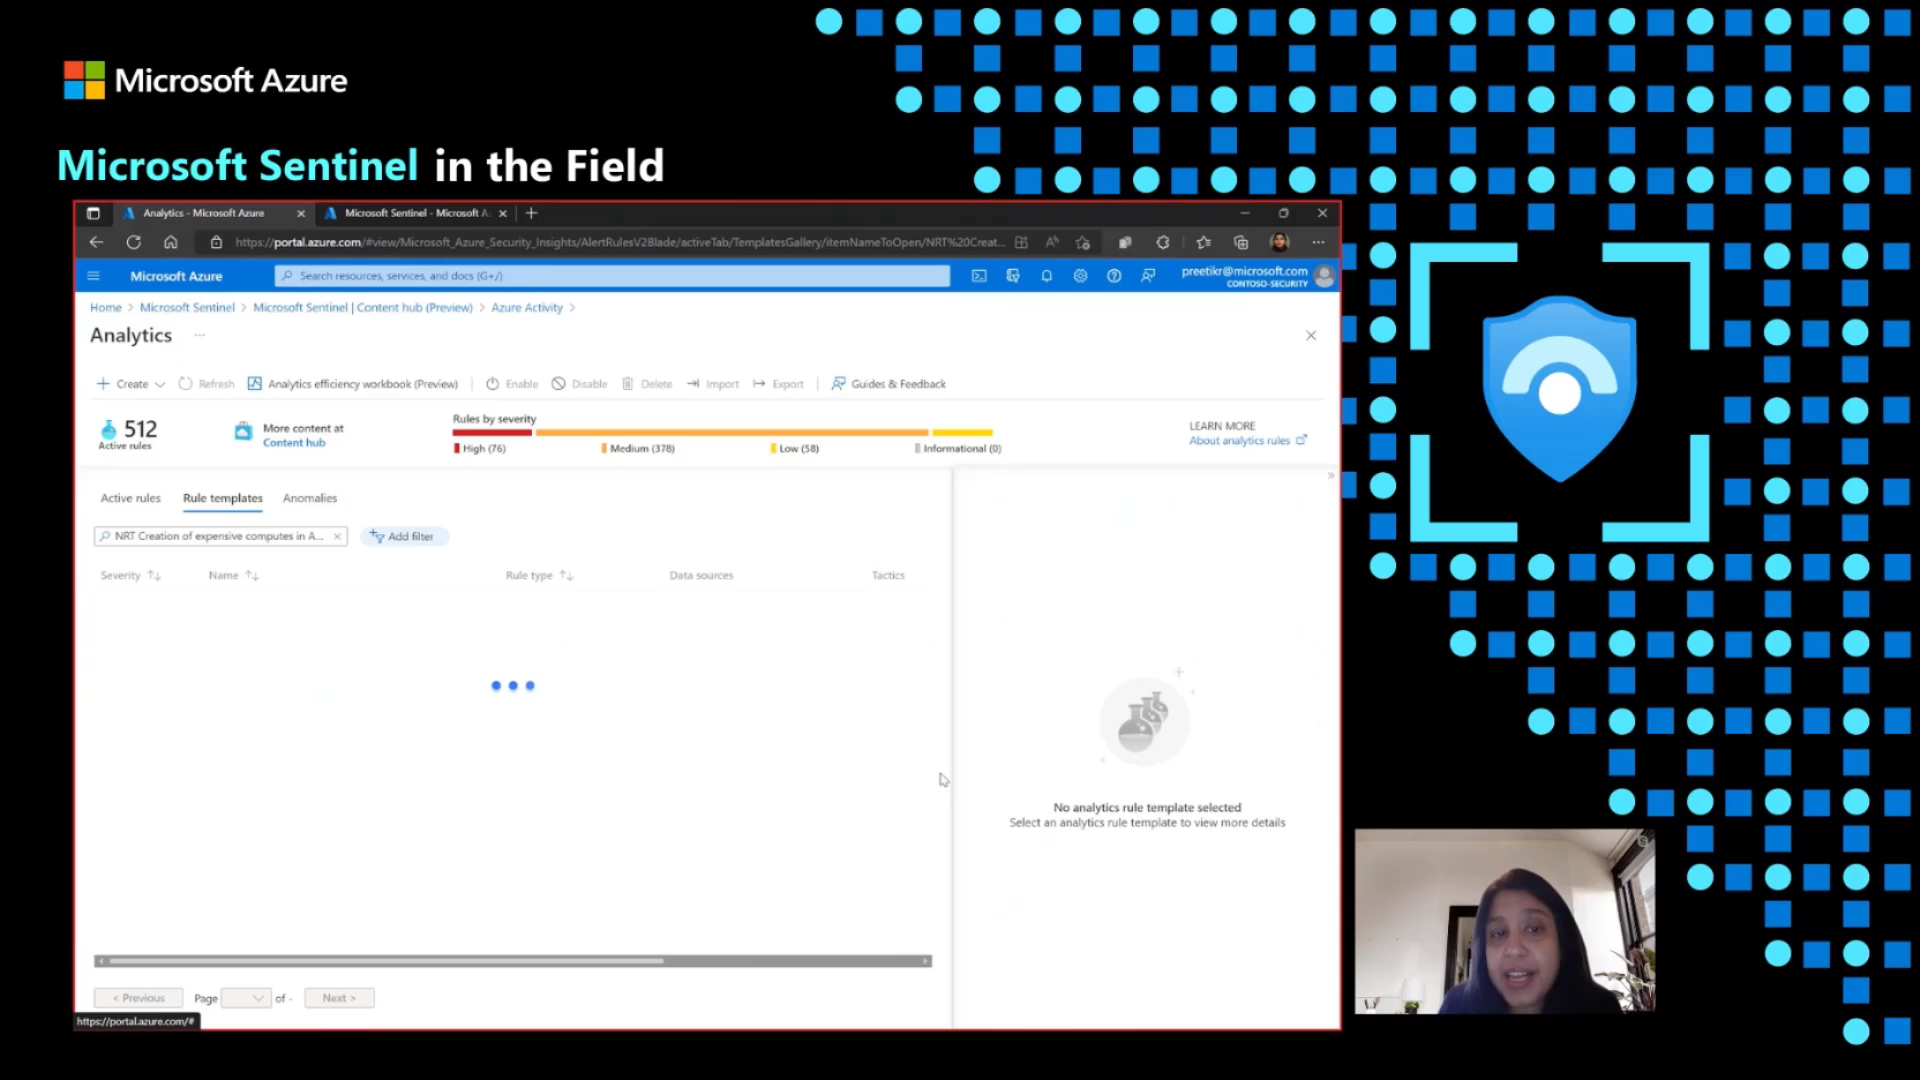 Microsoft Azure
Microsoft Sentinel in the Field
Analytics - Microsoft Azure
Microsoft Sentinel - Microsoft A
https://portal.azure.com/#view/Microsoft_Azure_Security_Insights/AlertRulesV2Blade/activeTab/TemplatesGallery/itemNameToOpen/NRT%20Creat...
Microsoft Azure
Search resources, services, and docs (G+/)
preetikr@microsoft.com
CONTOSO-SECURITY
Home > Microsoft Sentinel > Microsoft Sentinel | Content hub (Preview) > Azure Activity >
Analytics ...
Create Refresh Analytics efficiency workbook (Preview) Enable Disable Delete Import Export Guides & Feedback
512
Active rules
More content at
Content hub
Rules by severity
High (76) Medium (378) Low (58) Informational (0)
LEARN MORE
About analytics rules
Active rules Rule templates Anomalies
NRT Creation of expensive computes in A...
Add filter
Severity Name Rule type Data sources Tactics
No analytics rule template selected
Select an analytics rule template to view more details
< Previous Page of - Next >
https://portal.azure.com/#